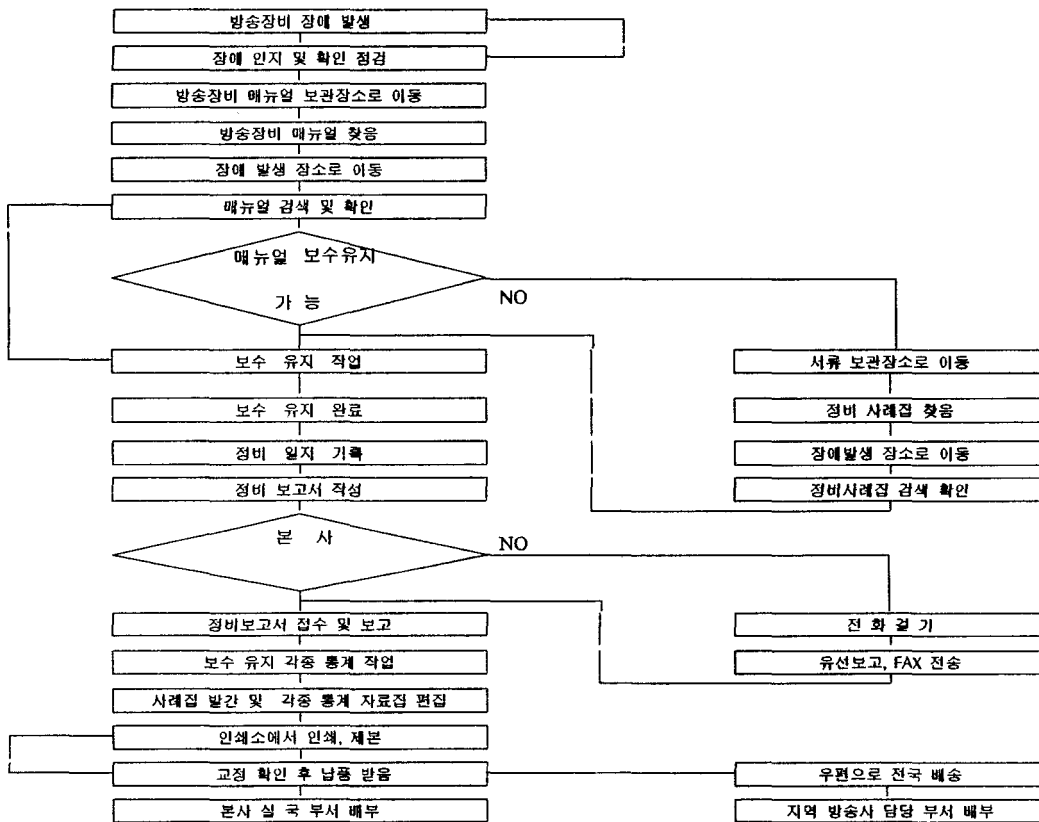 방송장비 장애 발생
장애 인지 및 확인 점검
방송장비 매뉴얼 보관장소로 이동
방송장비 매뉴얼 찾음
장애 발생 장소로 이동
매뉴얼 검색 및 확인
매뉴얼 보수유지
가 능
NO
보수 유지 작업
서류 보관장소로 이동
보수 유지 완료
정비 사례집 찾음
정비 일지 기록
장애발생 장소로 이동
정비 보고서 작성
정비사례집 검색 확인
본 사
NO
정비보고서 접수 및 보고
전 화 걸 기
보수 유지 각종 통계 작업
유선보고, FAX 전송
사례집 발간 및 각종 통계 자료집 편집
인쇄소에서 인쇄, 제본
교정 확인 후 납품 받음
우편으로 전국 배송
본사 실 국 부서 배부
지역 방송사 담당 부서 배부